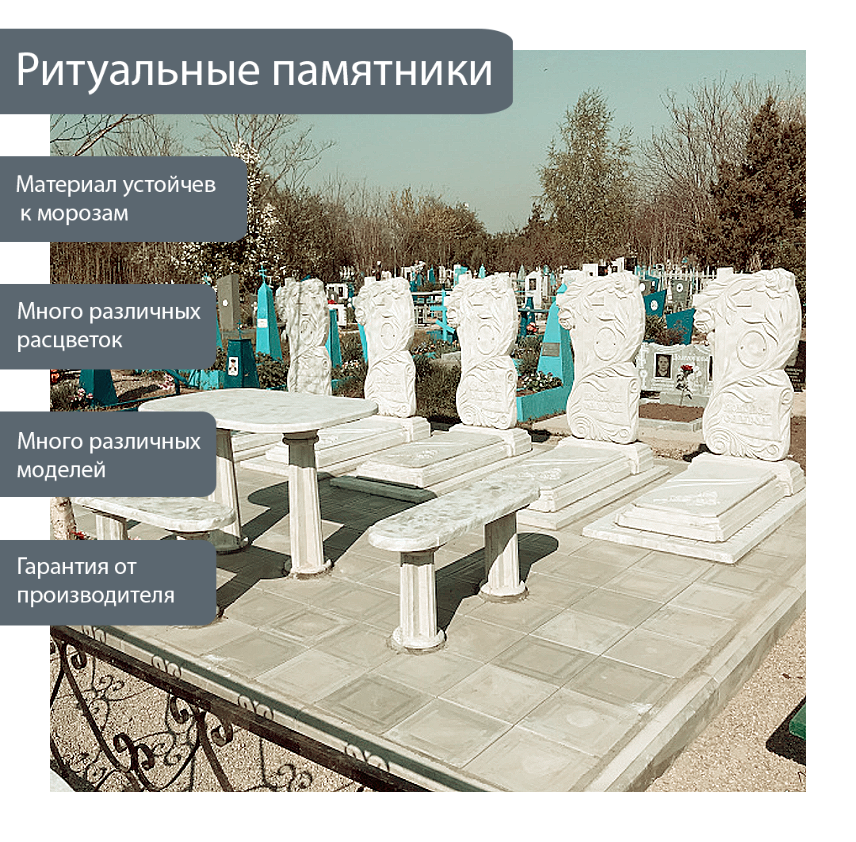 Ритуальные памятники
Материал устойчев
к морозам
Много различных
расцветок
Много различных
моделей
Гарантия от
производителя